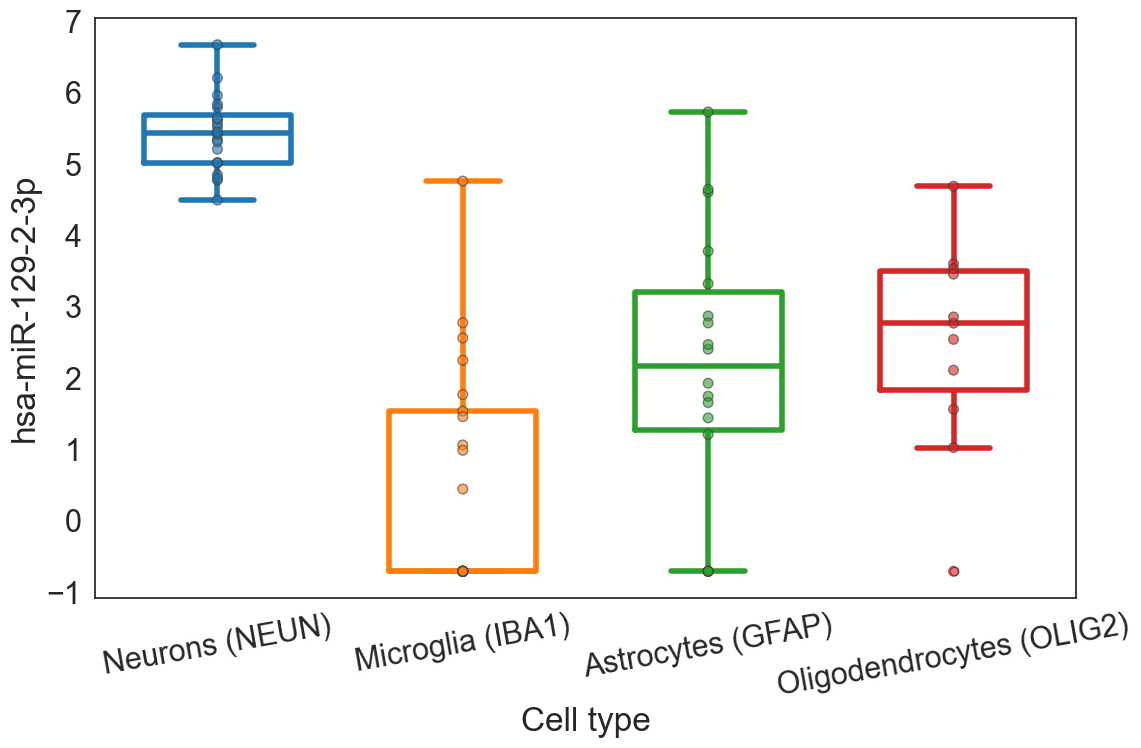 hsa-miR-129-2-3p
7
6
5
4
3
2
1
0
−1
Neurons (NEUN)
Microglia (IBA1)
Astrocytes (GFAP)
Oligodendrocytes (OLIG2)
Cell type